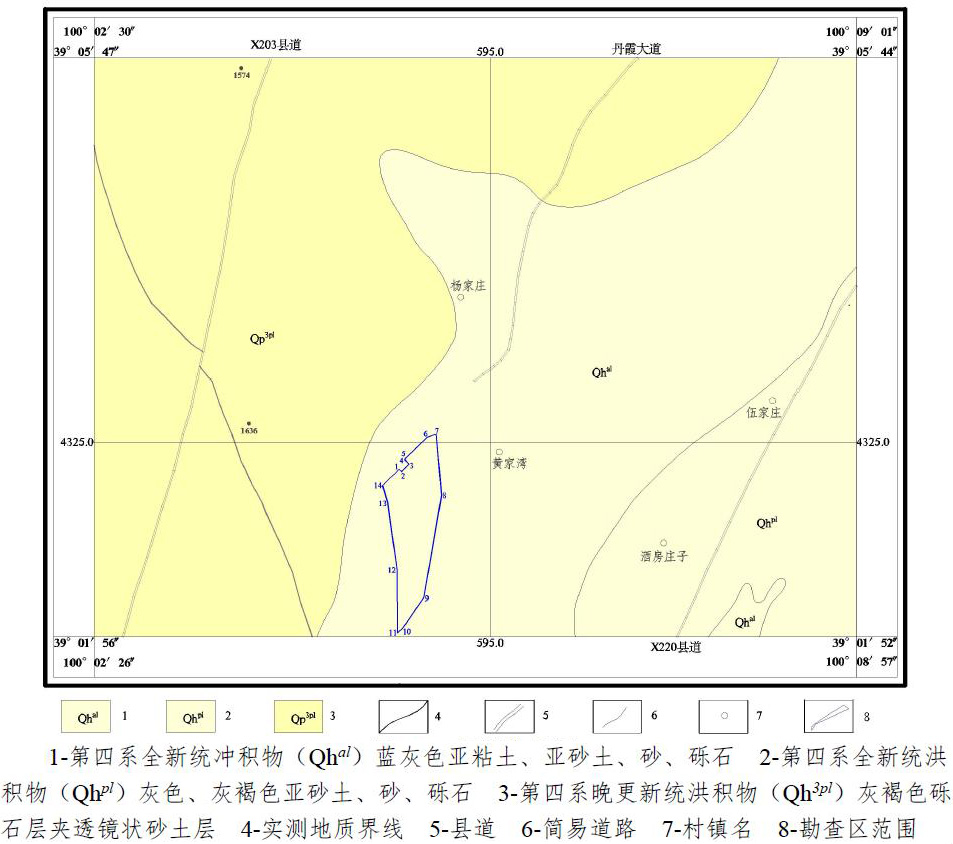 100° 02′ 30″ 100° 09′ 01″
39° 05′ 47″ X203县道 595.0 丹霞大道 39° 05′ 44″
1574
杨家庄
Qp3pl
Qhal
伍家庄
1636
4325.0 4325.0
6 7
黄家湾
5
4
1 3
2
14
8
13
Qhpl
酒房庄子
12
9
Qhal
11 10
39° 01′ 56″ 595.0 X220县道 39° 01′ 52″
100° 02′ 26″ 100° 08′ 57″
Qhal 1 Qhpl 2 Qp3pl 3 4 5 6 7 8
1-第四系全新统冲积物（Qhal）蓝灰色亚粘土、亚砂土、砂、砾石 2-第四系全新统洪
积物（Qhpl）灰色、灰褐色亚砂土、砂、砾石 3-第四系晚更新统洪积物（Qh3pl）灰褐色砾
石层夹透镜状砂土层 4-实测地质界线 5-县道 6-简易道路 7-村镇名 8-勘查区范围